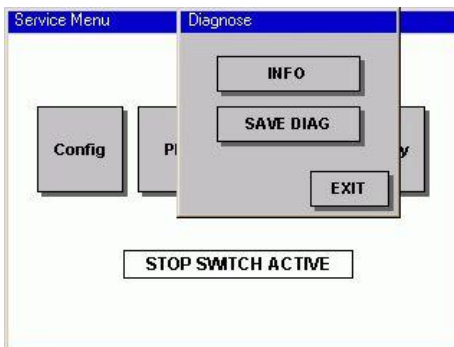 Service Menu
Diagnose
INFO
SAVE DIAG
Config
EXIT
STOP SWITCH ACTIVE